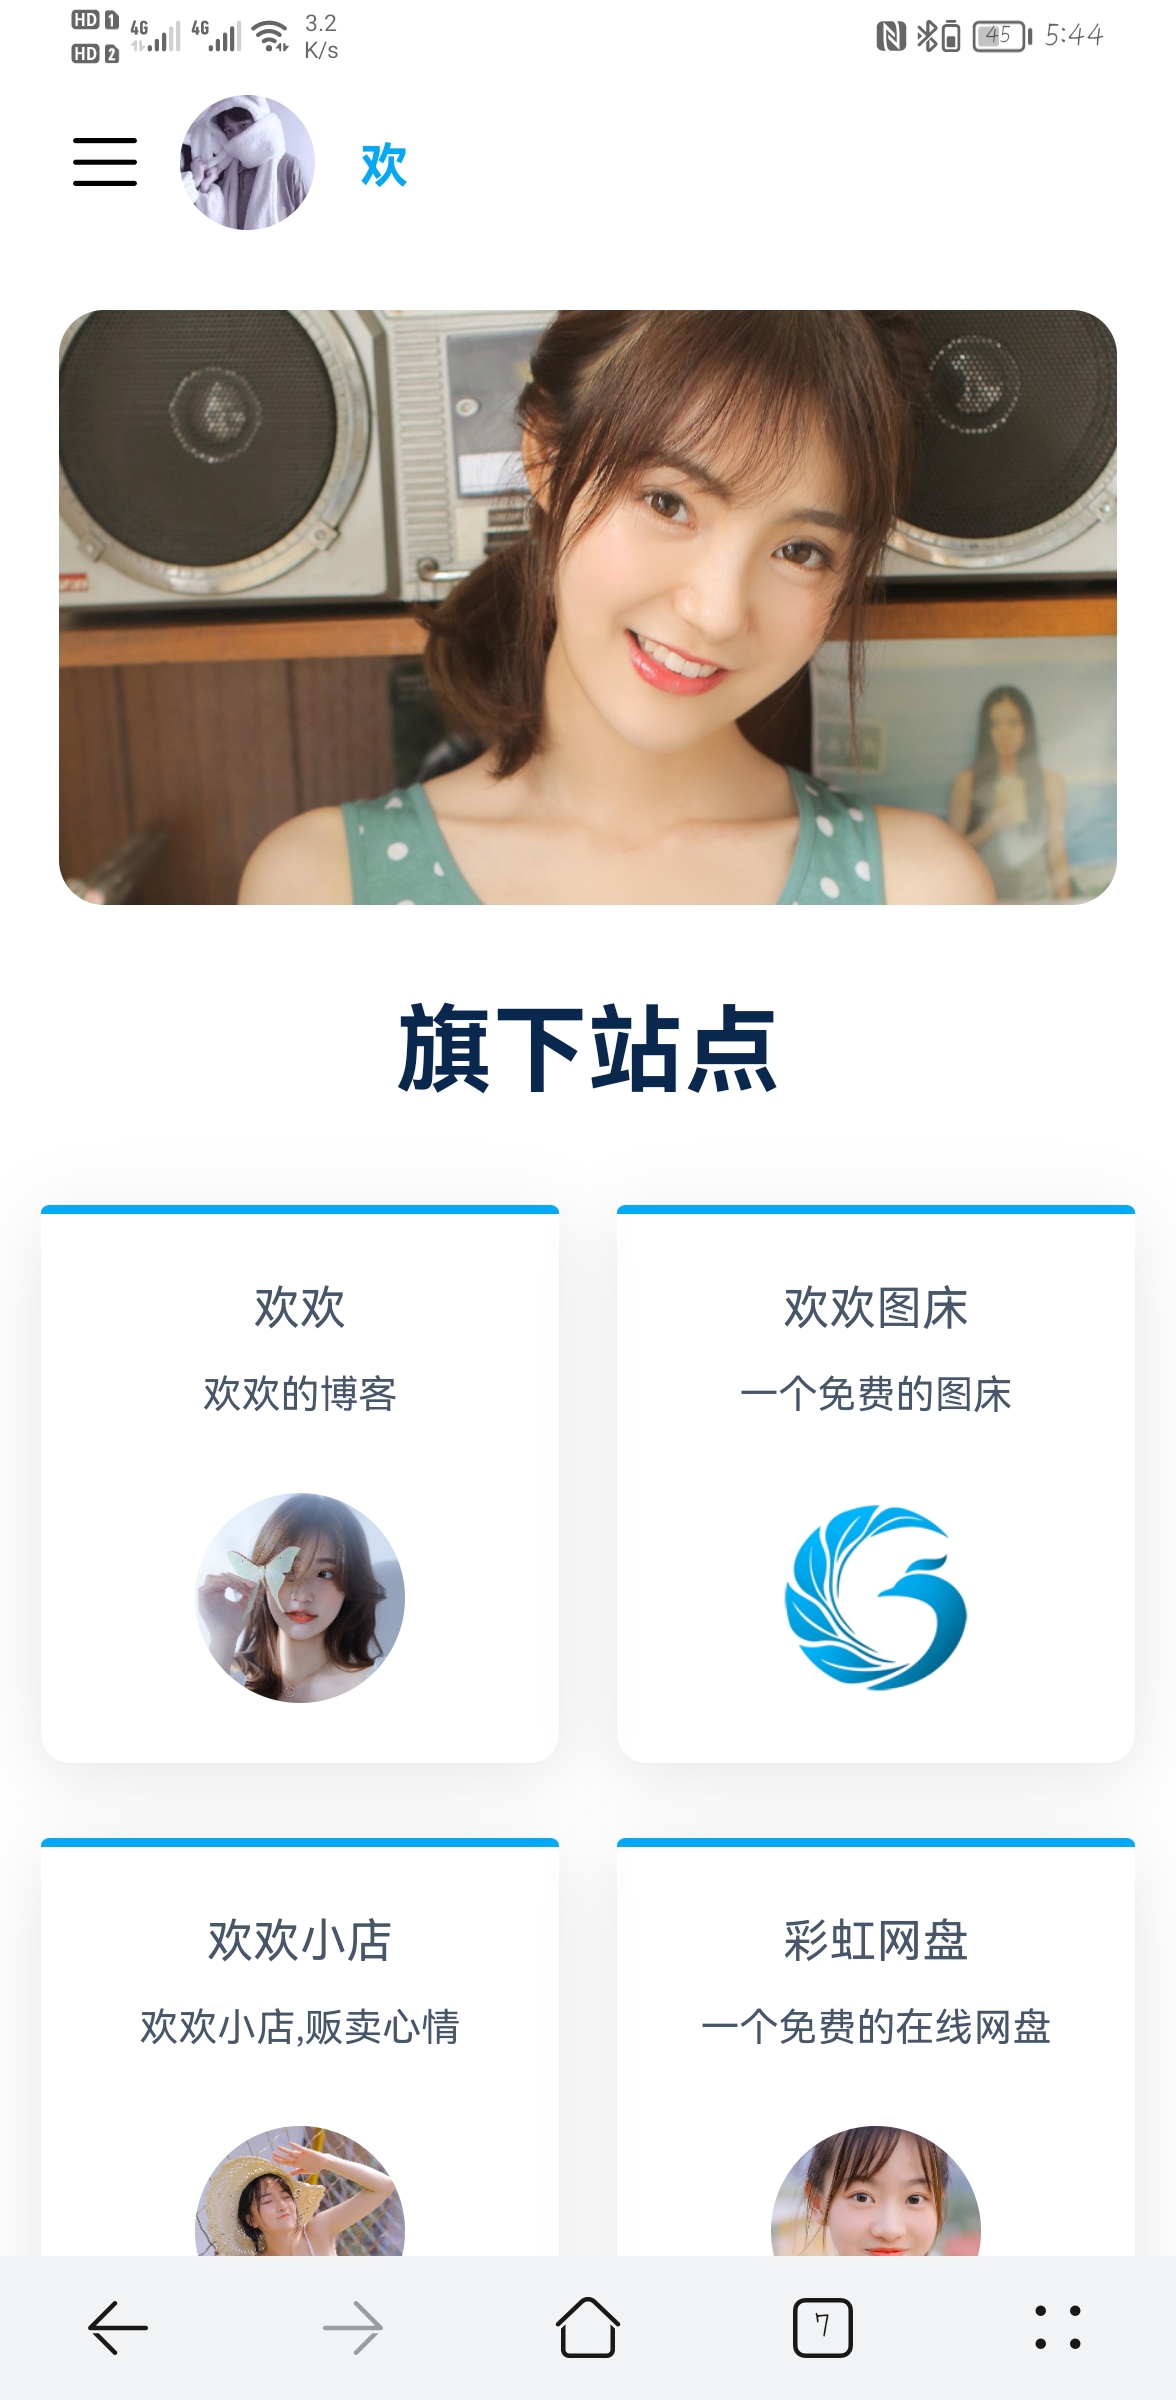 HD 1 4G 4G 3.2
HD 2 K/s
45 5:44
欢
旗下站点
欢欢
欢欢的博客
欢欢图床
一个免费的图床
欢欢小店
欢欢小店,贩卖心情
彩虹网盘
一个免费的在线网盘
7